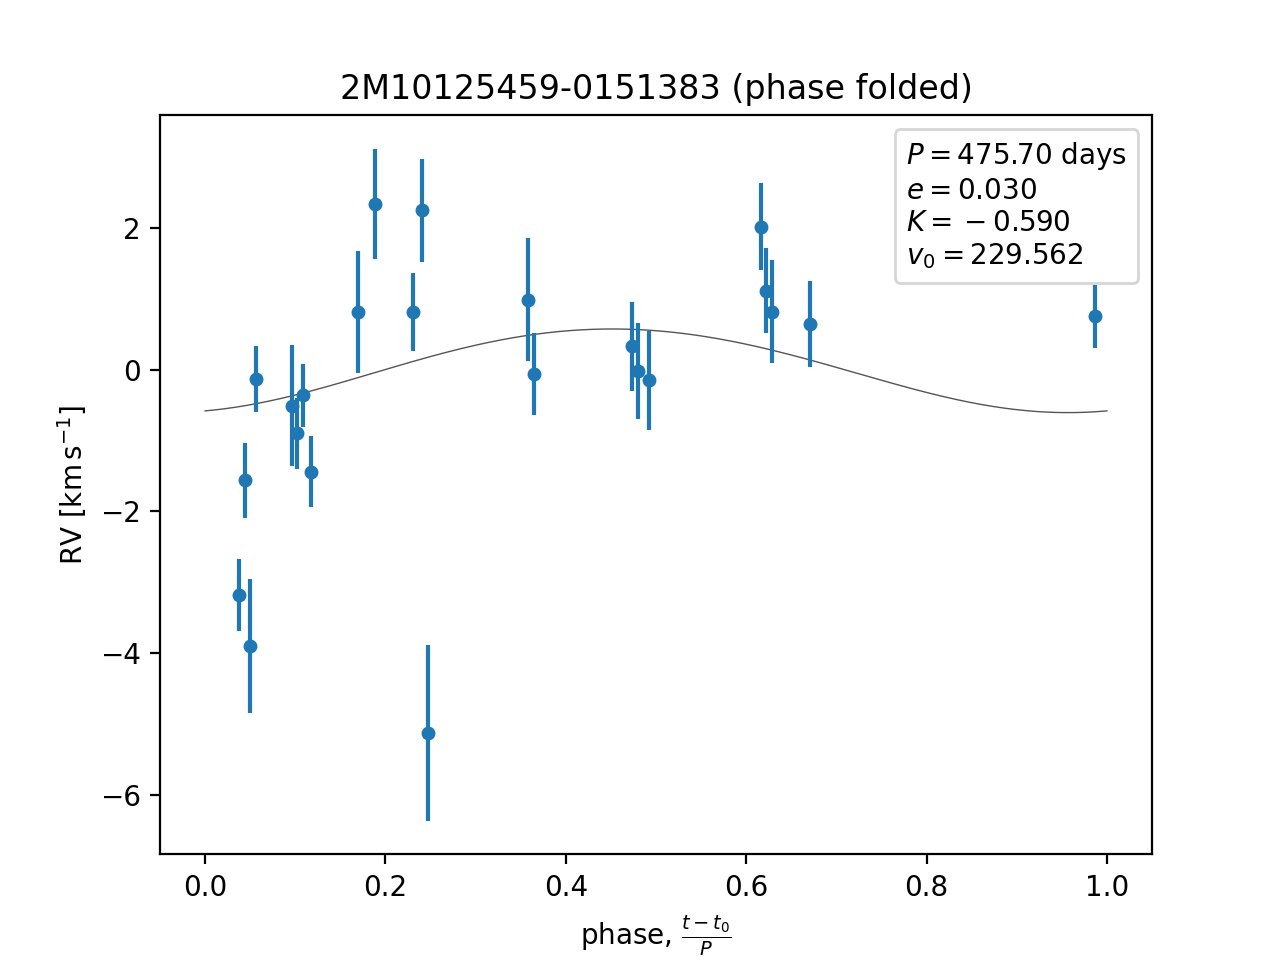 2M10125459-0151383 (phase folded)
P = 475.70 days
e = 0.030
K = −0.590
v₀ = 229.562
2
0
−2
−4
−6
RV [km s⁻¹]
0.0 0.2 0.4 0.6 0.8 1.0
phase, (t − t₀)/P